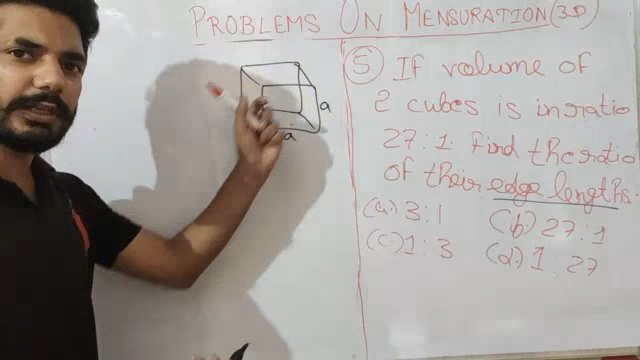 PROBLEMS ON MENSURATION (3D)
a
a
5 If volume of
2 cubes is in ratio
27:1. Find the ratio
of their edge lengths.
(a) 3:1 (b) 27:1
(c) 1:3 (d) 1:27